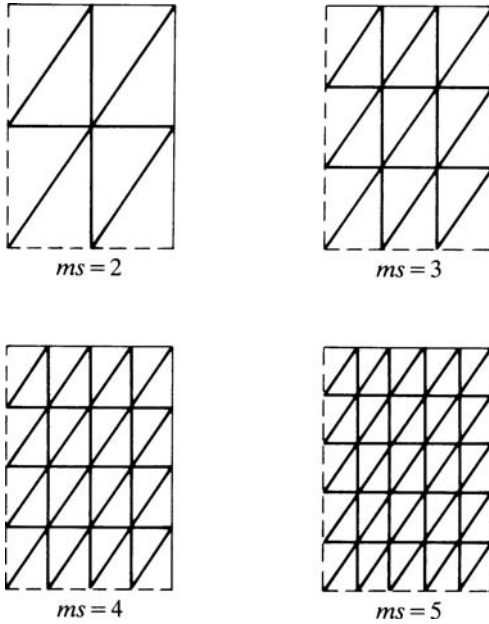 ms = 2
ms = 3
ms = 4
ms = 5